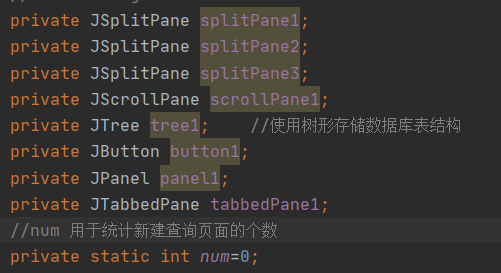 private JSplitPane splitPane1;
private JSplitPane splitPane2;
private JSplitPane splitPane3;
private JScrollPane scrollPane1;
private JTree tree1;    //使用树形存储数据库表结构
private JButton button1;
private JPanel panel1;
private JTabbedPane tabbedPane1;
//num 用于统计新建查询页面的个数
private static int num=0;